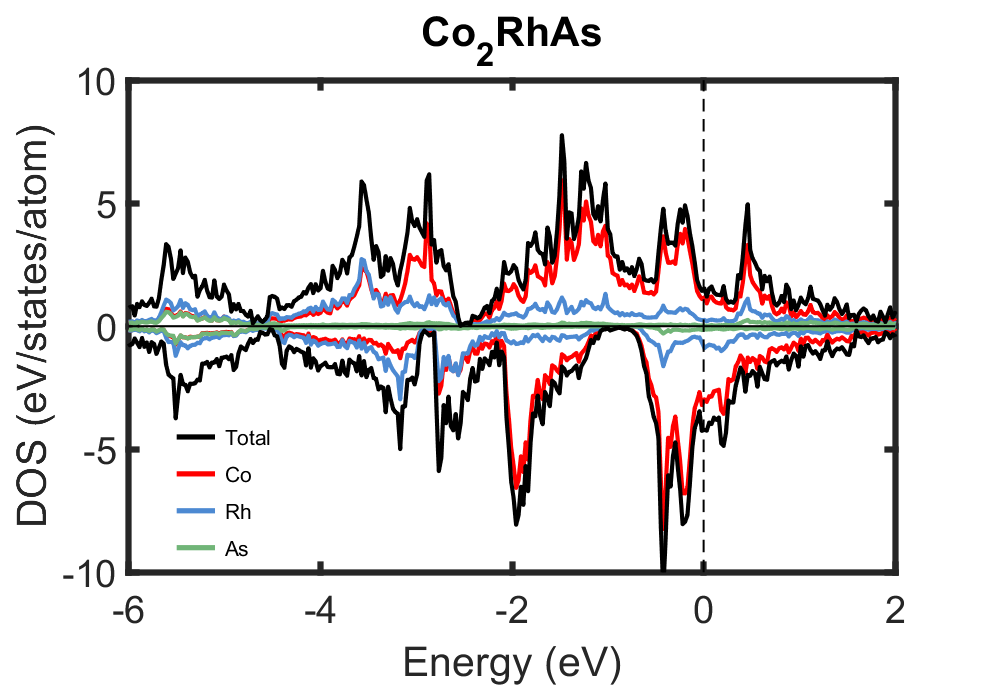 Co₂RhAs
10
5
0
-5
-10
DOS (eV/states/atom)
Total
Co
Rh
As
-6 -4 -2 0 2
Energy (eV)